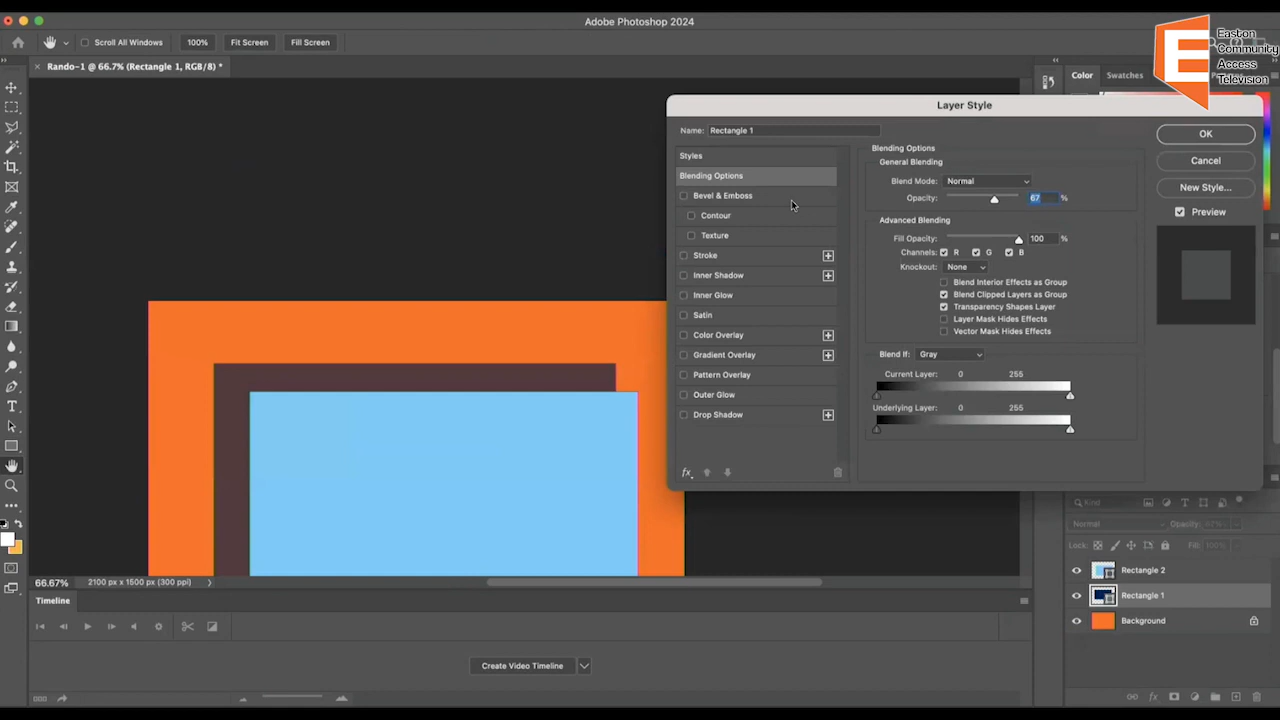 Adobe Photoshop 2024
Easton
Community
Access
Television
Scroll All Windows
100%
Fit Screen
Fill Screen
Rando-1 @ 66.7% (Rectangle 1, RGB/8) *
Color
Swatches
Layer Style
Name: Rectangle 1
Styles
Blending Options
Bevel & Emboss
Contour
Texture
Stroke
Inner Shadow
Inner Glow
Satin
Color Overlay
Gradient Overlay
Pattern Overlay
Outer Glow
Drop Shadow
fx
Blending Options
General Blending
Blend Mode: Normal
Opacity: 67 %
Advanced Blending
Fill Opacity: 100 %
Channels: R G B
Knockout: None
Blend Interior Effects as Group
Blend Clipped Layers as Group
Transparency Shapes Layer
Layer Mask Hides Effects
Vector Mask Hides Effects
Blend If: Gray
Current Layer: 0 255
Underlying Layer: 0 255
OK
Cancel
New Style...
Preview
Kind
Normal Opacity: 67%
Lock: Fill: 100%
Rectangle 2
Rectangle 1
Background
fx
66.67% 2100 px x 1500 px (300 ppi)
Timeline
Create Video Timeline